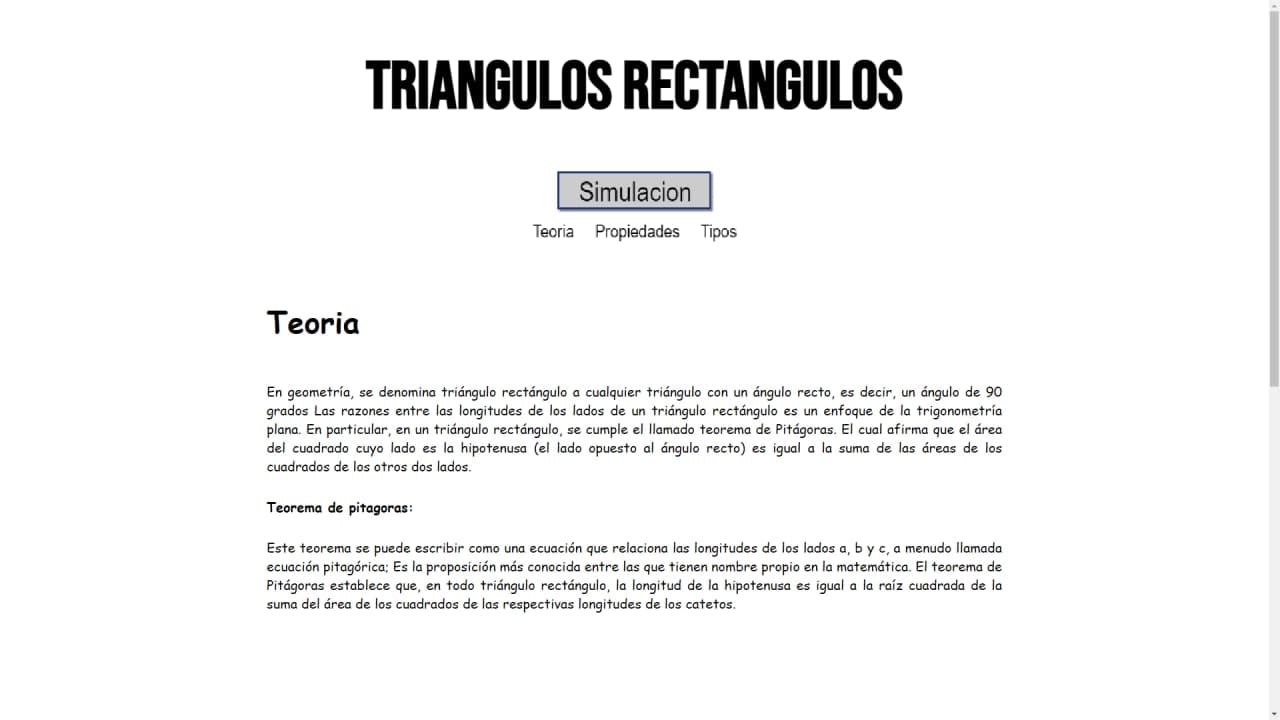 TRIANGULOS RECTANGULOS
Simulacion
Teoria Propiedades Tipos
Teoria
En geometría, se denomina triángulo rectángulo a cualquier triángulo con un ángulo recto, es decir, un ángulo de 90
grados Las razones entre las longitudes de los lados de un triángulo rectángulo es un enfoque de la trigonometría
plana. En particular, en un triángulo rectángulo, se cumple el llamado teorema de Pitágoras. El cual afirma que el área
del cuadrado cuyo lado es la hipotenusa (el lado opuesto al ángulo recto) es igual a la suma de las áreas de los
cuadrados de los otros dos lados.
Teorema de pitagoras:
Este teorema se puede escribir como una ecuación que relaciona las longitudes de los lados a, b y c, a menudo llamada
ecuación pitagórica; Es la proposición más conocida entre las que tienen nombre propio en la matemática. El teorema de
Pitágoras establece que, en todo triángulo rectángulo, la longitud de la hipotenusa es igual a la raíz cuadrada de la
suma del área de los cuadrados de las respectivas longitudes de los catetos.